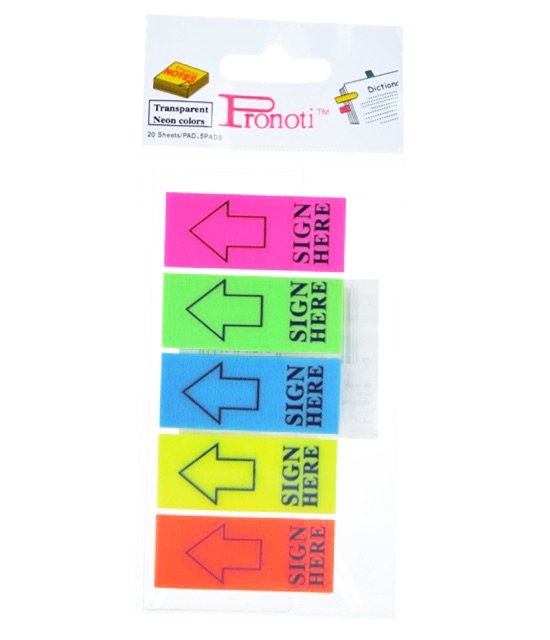 NOTES
Transparent
Neon colors
20 Sheets/PAD.5PADS
Pronoti™
Dictiona
SIGN
HERE
SIGN
HERE
SIGN
HERE
SIGN
HERE
SIGN
HERE